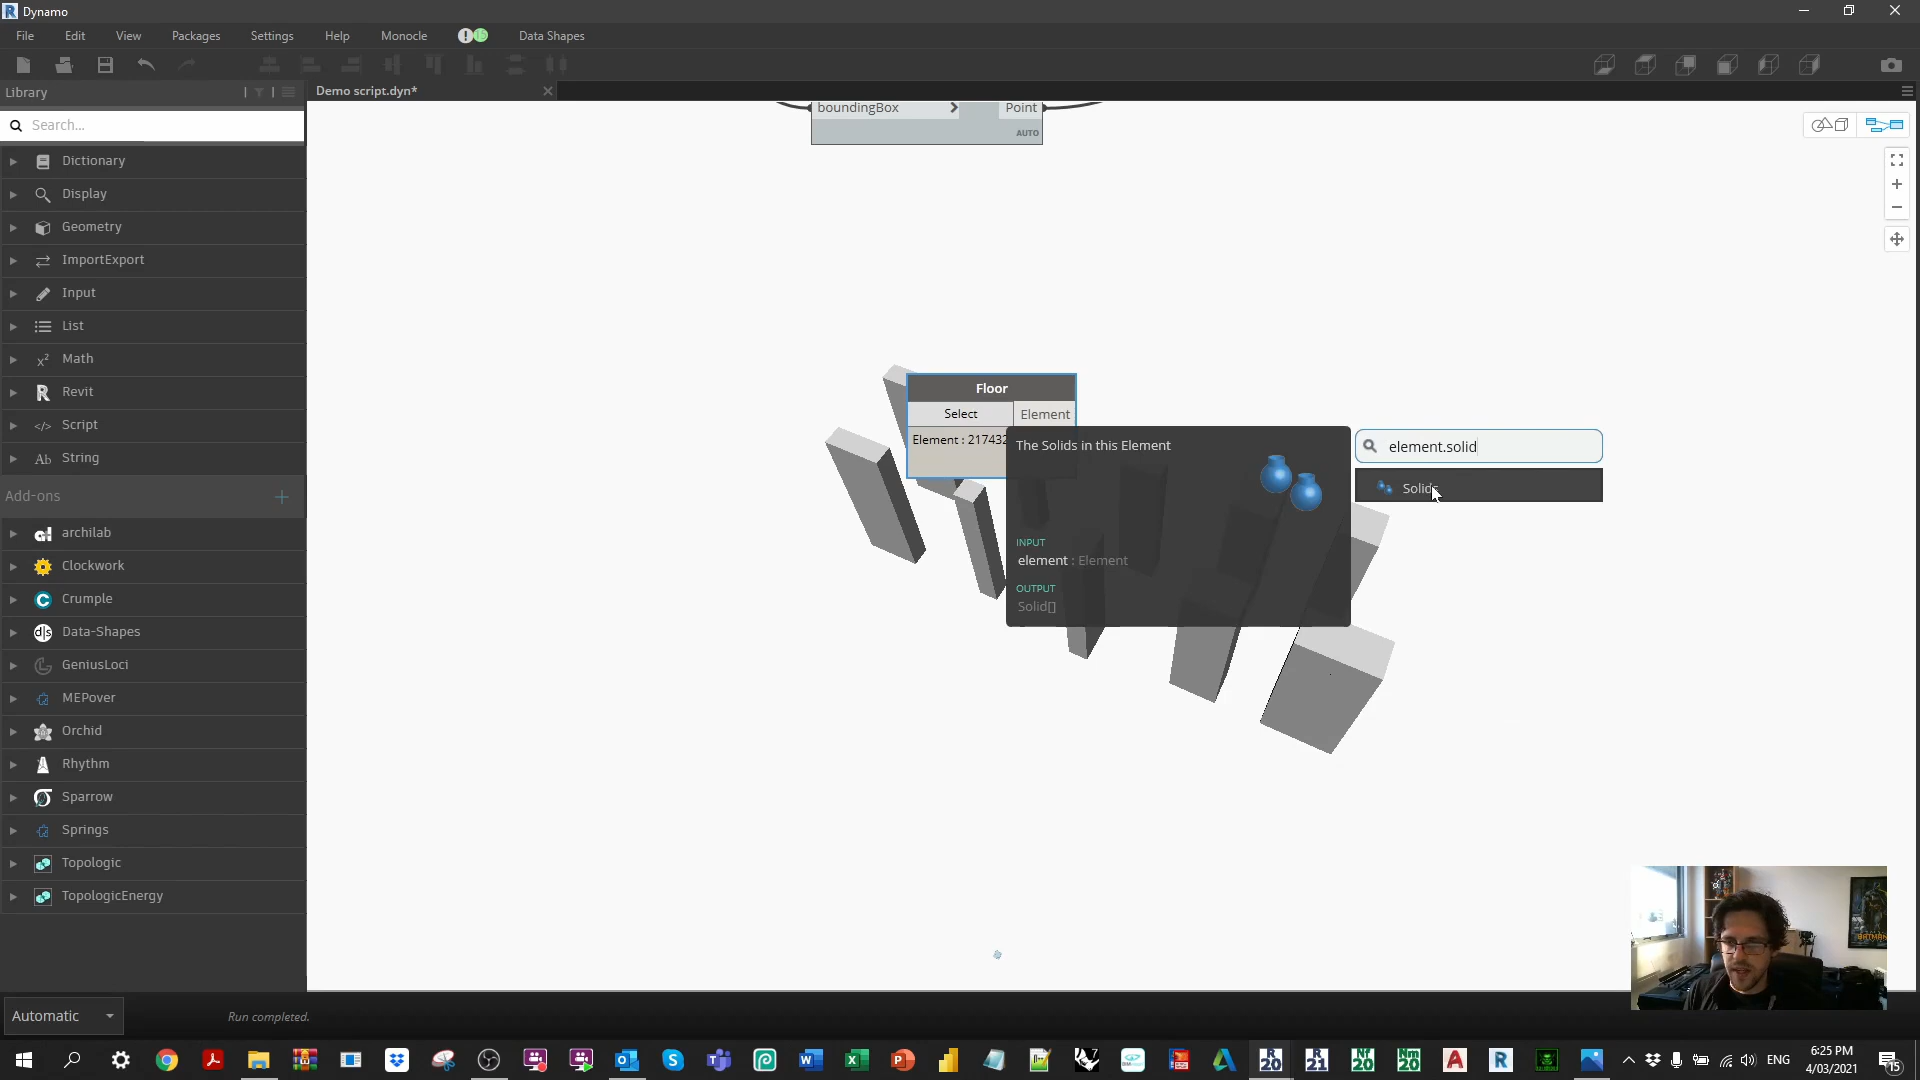 Dynamo
File Edit View Packages Settings Help Monocle Data Shapes
Library
Demo script.dyn*
Search...
Dictionary
Display
Geometry
ImportExport
Input
List
Math
Revit
Script
String
Add-ons
archilab
Clockwork
Crumple
Data-Shapes
GeniusLoci
MEPover
Orchid
Rhythm
Sparrow
Springs
Topologic
TopologicEnergy
boundingBox > Point
AUTO
Floor
Select Element
Element : 217432
The Solids in this Element
INPUT
element : Element
OUTPUT
Solid[]
element.solid
Solids
Automatic
Run completed.
ENG
6:25 PM
4/03/2021
15